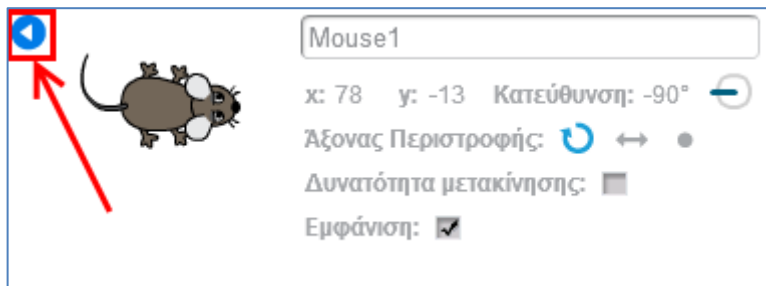 Mouse1
x: 78 y: -13 Κατεύθυνση: -90°
Άξονας Περιστροφής:
Δυνατότητα μετακίνησης:
Εμφάνιση: